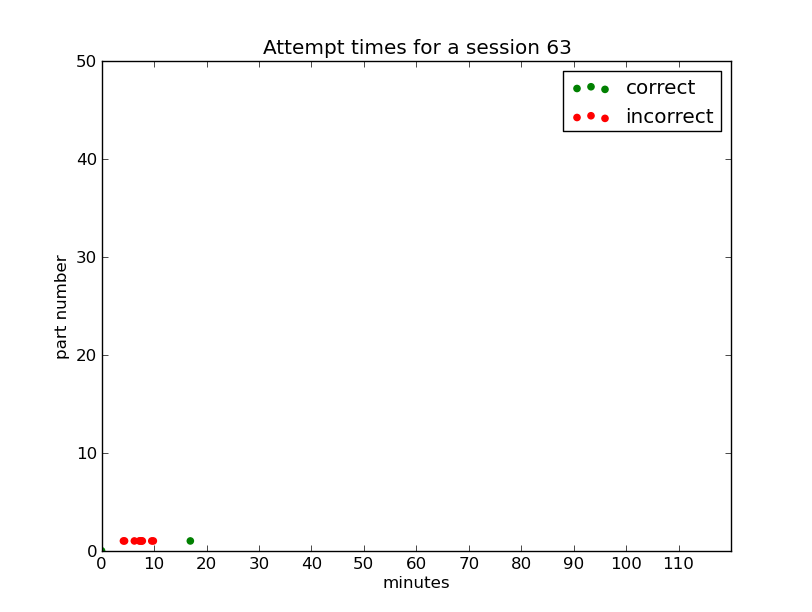 Attempt times for a session 63
correct
incorrect
50
40
30
20
10
0
part number
0 10 20 30 40 50 60 70 80 90 100 110
minutes